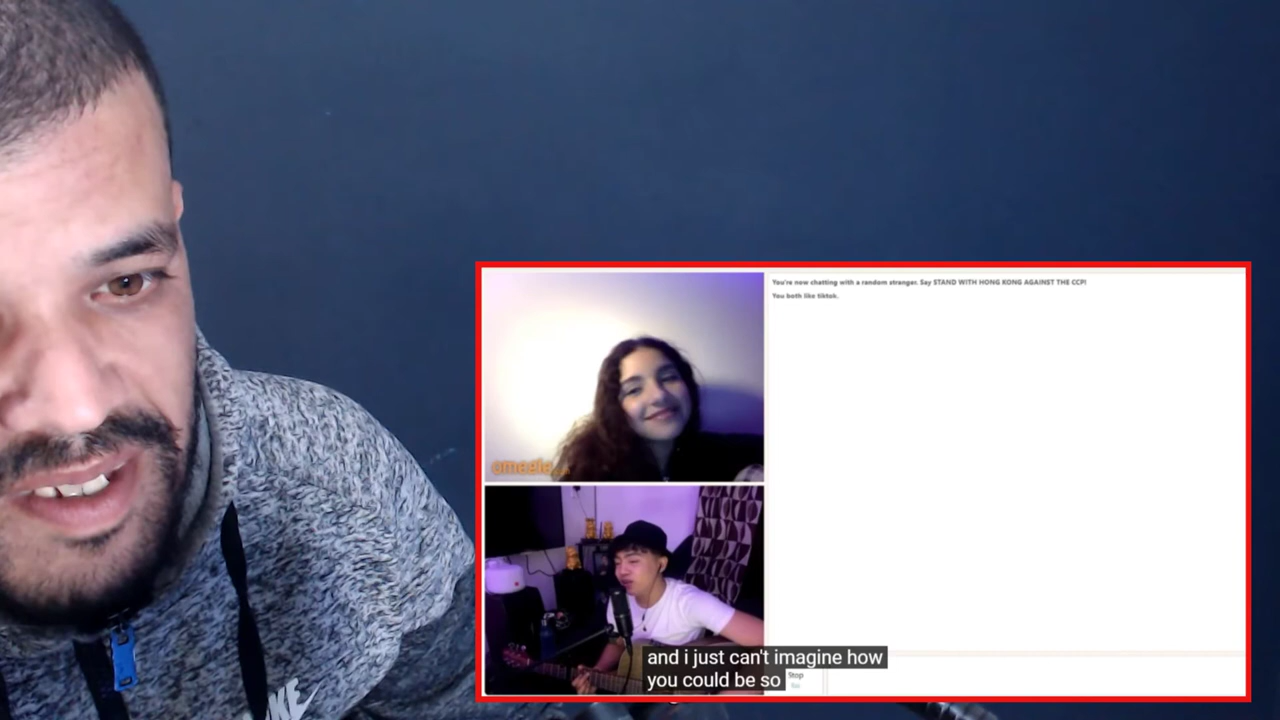 You're now chatting with a random stranger. Say STAND WITH HONG KONG AGAINST THE CCP!
You both like tiktok.
omegle
and i just can't imagine how
you could be so
Stop